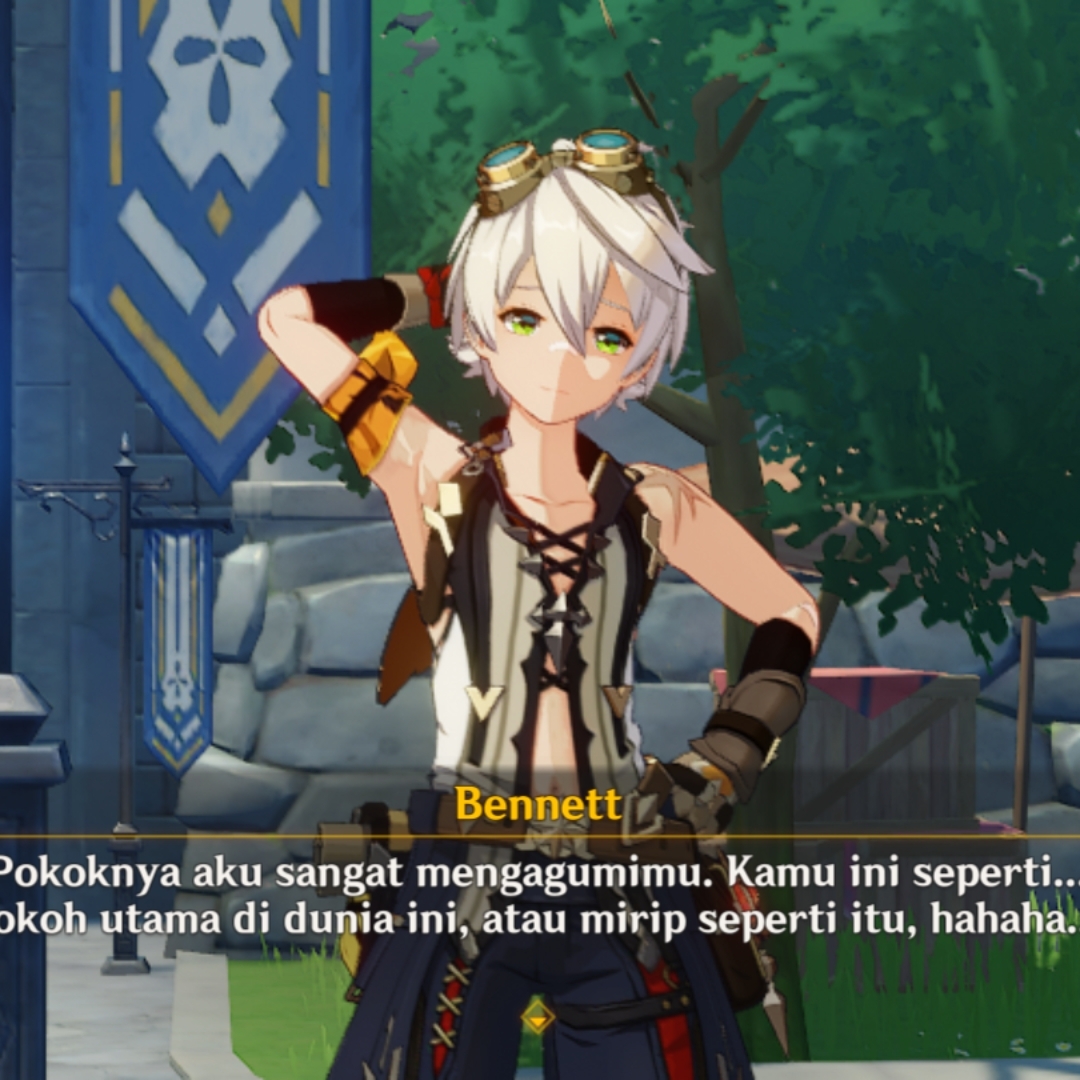 Bennett
Pokoknya aku sangat mengagumimu. Kamu ini seperti...
okoh utama di dunia ini, atau mirip seperti itu, hahaha.